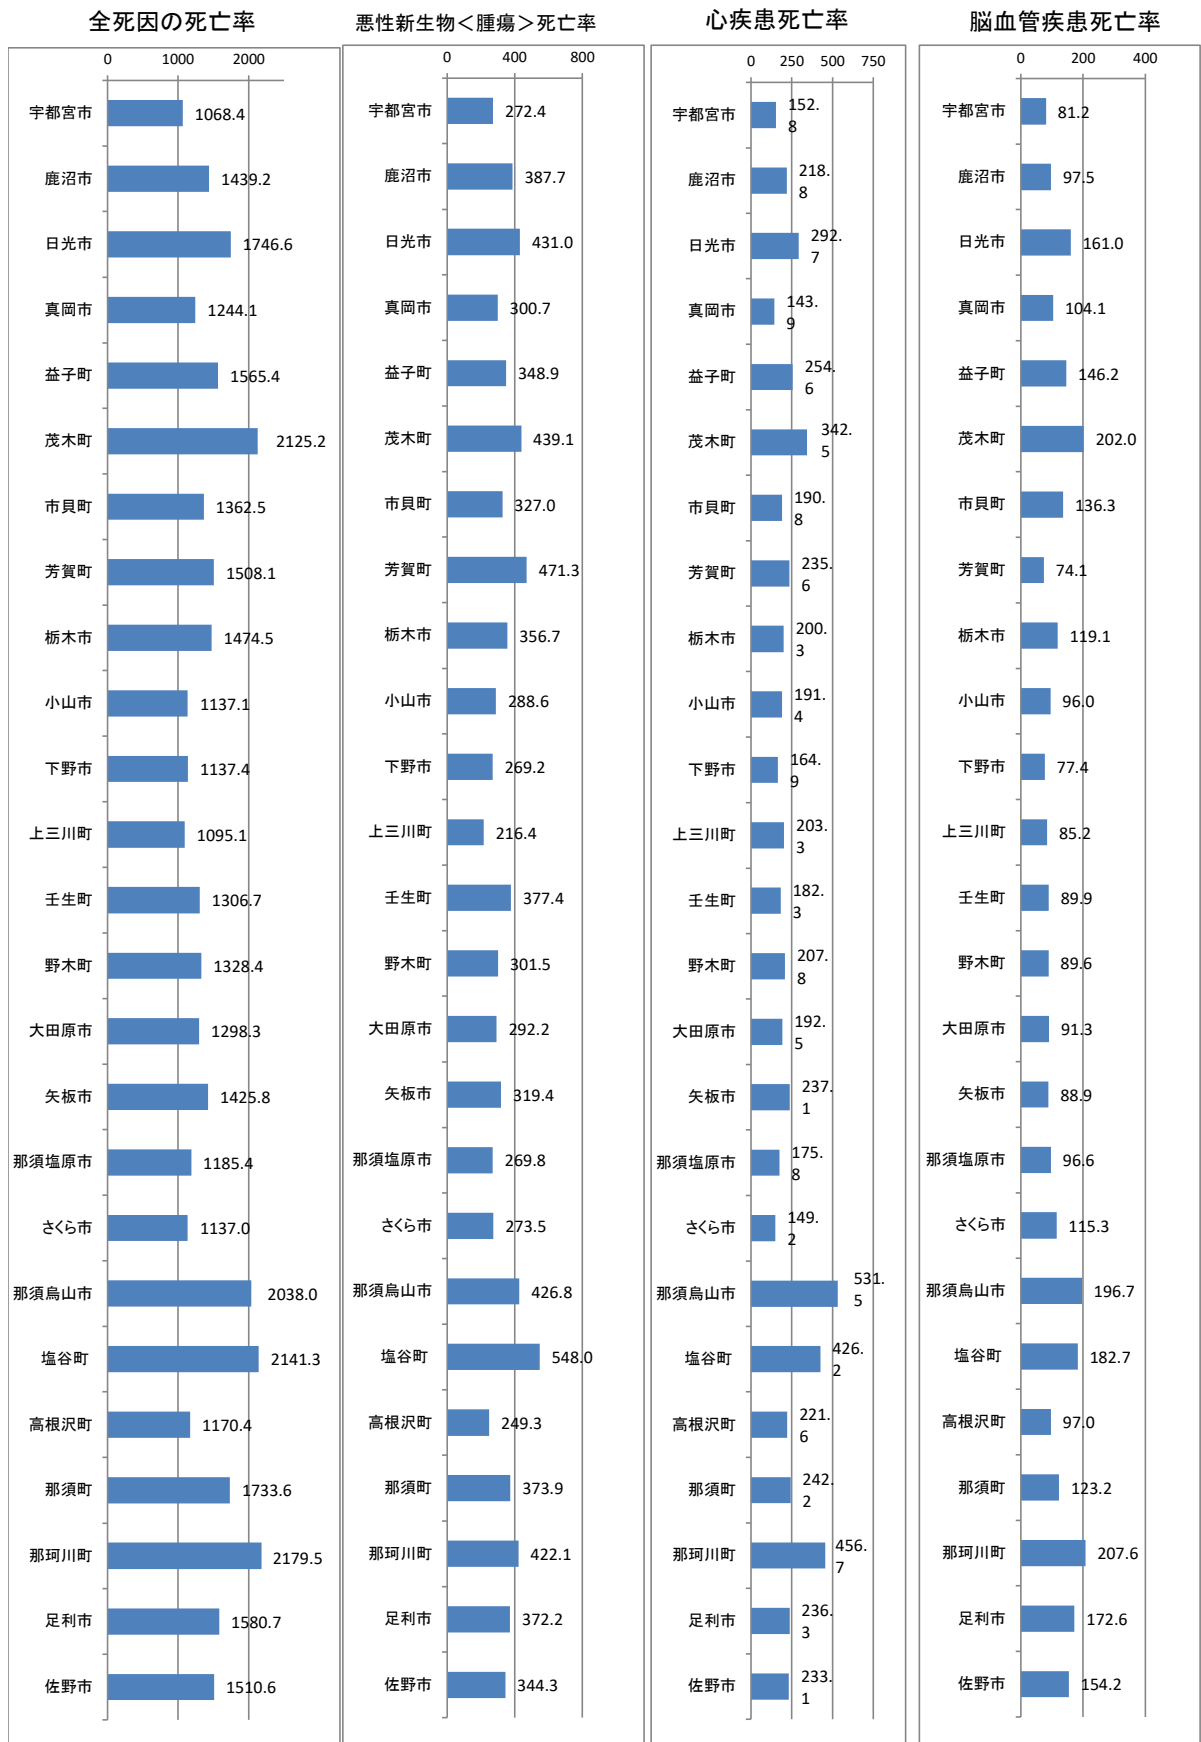 全死因の死亡率
0 1000 2000
宇都宮市 1068.4
鹿沼市 1439.2
日光市 1746.6
真岡市 1244.1
益子町 1565.4
茂木町 2125.2
市貝町 1362.5
芳賀町 1508.1
栃木市 1474.5
小山市 1137.1
下野市 1137.4
上三川町 1095.1
壬生町 1306.7
野木町 1328.4
大田原市 1298.3
矢板市 1425.8
那須塩原市 1185.4
さくら市 1137.0
那須烏山市 2038.0
塩谷町 2141.3
高根沢町 1170.4
那須町 1733.6
那珂川町 2179.5
足利市 1580.7
佐野市 1510.6
悪性新生物＜腫瘍＞死亡率
0 400 800
宇都宮市 272.4
鹿沼市 387.7
日光市 431.0
真岡市 300.7
益子町 348.9
茂木町 439.1
市貝町 327.0
芳賀町 471.3
栃木市 356.7
小山市 288.6
下野市 269.2
上三川町 216.4
壬生町 377.4
野木町 301.5
大田原市 292.2
矢板市 319.4
那須塩原市 269.8
さくら市 273.5
那須烏山市 426.8
塩谷町 548.0
高根沢町 249.3
那須町 373.9
那珂川町 422.1
足利市 372.2
佐野市 344.3
心疾患死亡率
0 250 500 750
宇都宮市 152.
8
鹿沼市 218.
8
日光市 292.
7
真岡市 143.
9
益子町 254.
6
茂木町 342.
5
市貝町 190.
8
芳賀町 235.
6
栃木市 200.
3
小山市 191.
4
下野市 164.
9
上三川町 203.
3
壬生町 182.
3
野木町 207.
8
大田原市 192.
5
矢板市 237.
1
那須塩原市 175.
8
さくら市 149.
2
那須烏山市 531.
5
塩谷町 426.
2
高根沢町 221.
6
那須町 242.
2
那珂川町 456.
7
足利市 236.
3
佐野市 233.
1
脳血管疾患死亡率
0 200 400
宇都宮市 81.2
鹿沼市 97.5
日光市 161.0
真岡市 104.1
益子町 146.2
茂木町 202.0
市貝町 136.3
芳賀町 74.1
栃木市 119.1
小山市 96.0
下野市 77.4
上三川町 85.2
壬生町 89.9
野木町 89.6
大田原市 91.3
矢板市 88.9
那須塩原市 96.6
さくら市 115.3
那須烏山市 196.7
塩谷町 182.7
高根沢町 97.0
那須町 123.2
那珂川町 207.6
足利市 172.6
佐野市 154.2